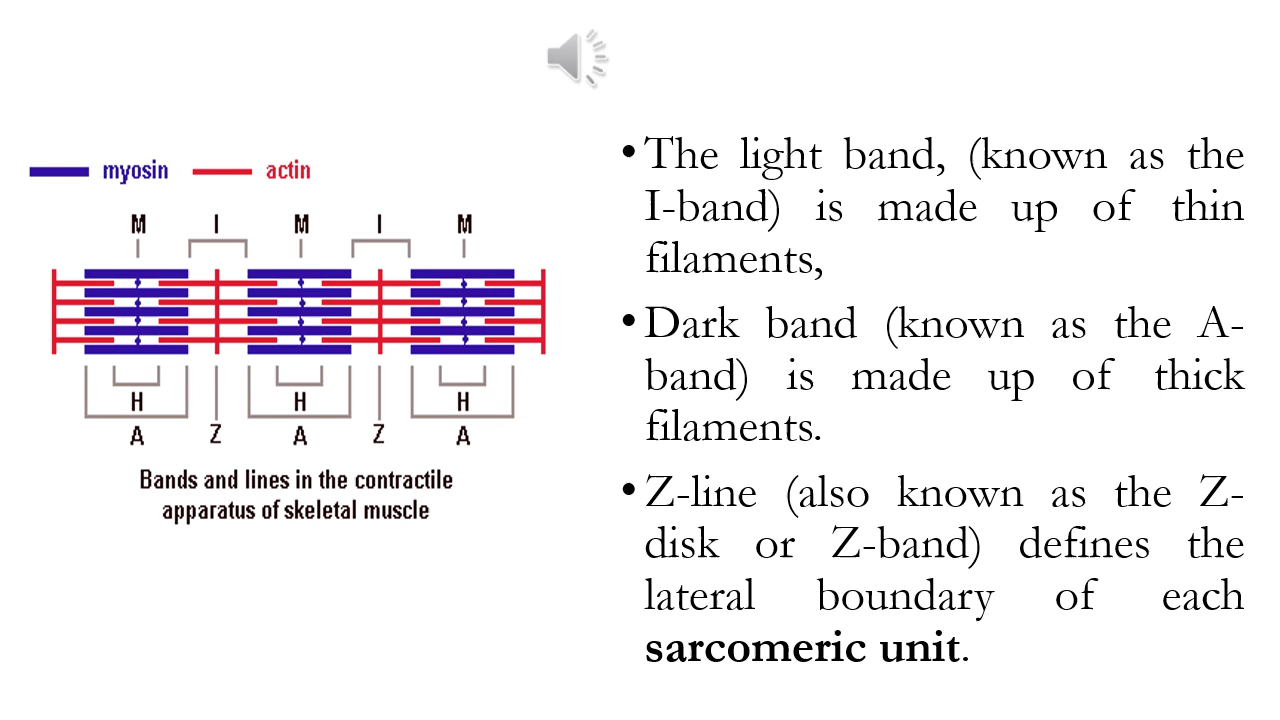 myosin actin
M I M I M
H H H
A Z A Z A
Bands and lines in the contractile
apparatus of skeletal muscle
•The light band, (known as the
I-band) is made up of thin
filaments,
•Dark band (known as the A-
band) is made up of thick
filaments.
•Z-line (also known as the Z-
disk or Z-band) defines the
lateral boundary of each
sarcomeric unit.